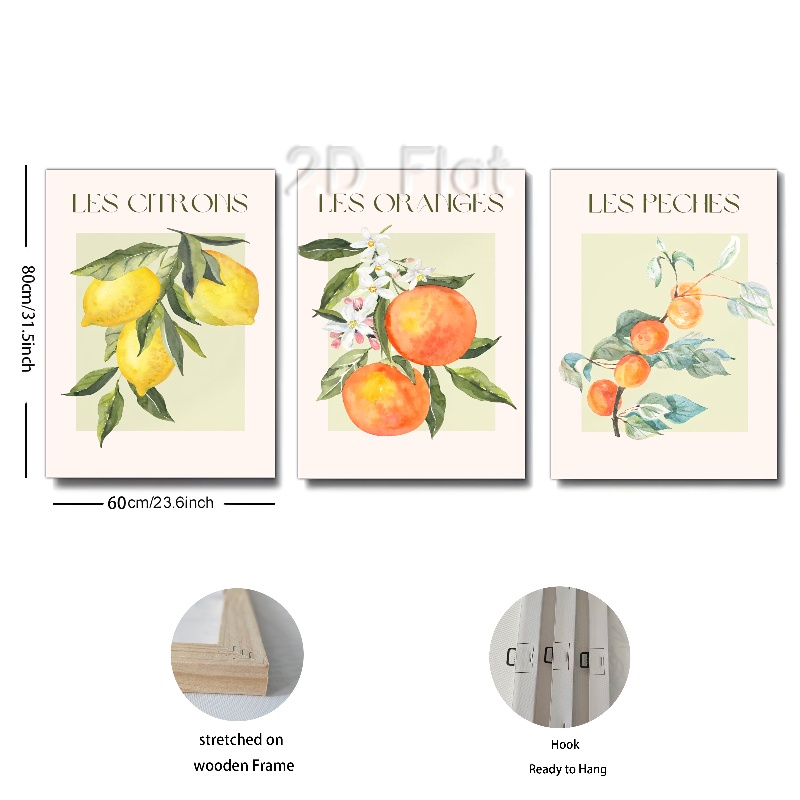 2D Flat
LES CITRONS
LES ORANGES
LES PECHES
80cm/31.5inch
60cm/23.6inch
stretched on
wooden Frame
Hook
Ready to Hang